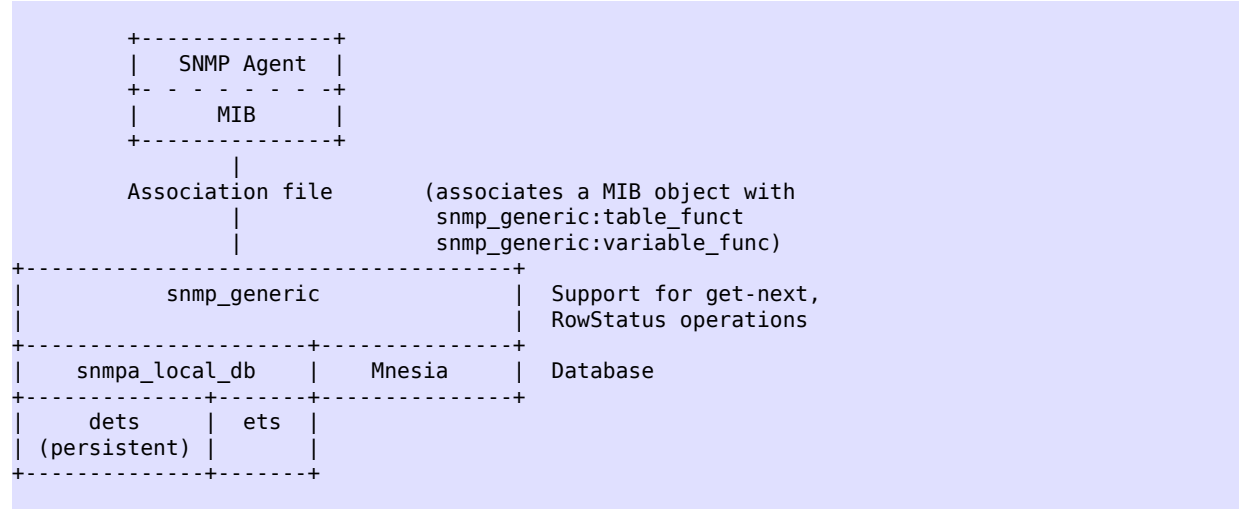 +---------------+
|   SNMP Agent  |
+- - - - - - - -+
|      MIB      |
+---------------+
|
Association file       (associates a MIB object with
|               snmp_generic:table_funct
|               snmp_generic:variable_func)
+--------------------------------------+
|           snmp_generic               |  Support for get-next,
|                                      |  RowStatus operations
+----------------------+---------------+
|    snmpa_local_db    |    Mnesia     |  Database
+--------------+-------+---------------+
|     dets     |  ets  |
| (persistent) |       |
+--------------+-------+